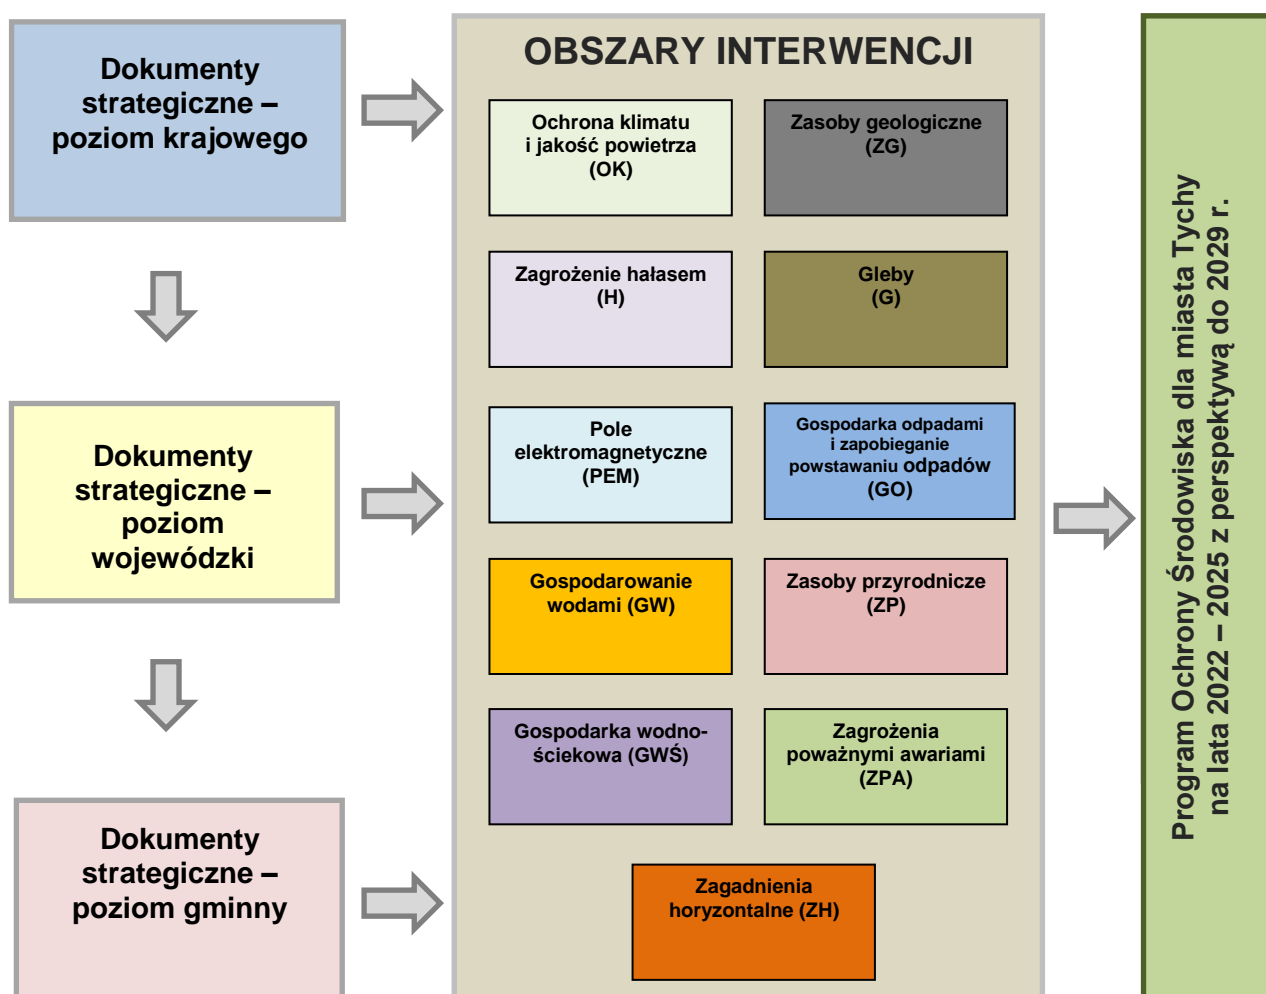 Dokumenty
strategiczne –
poziom krajowego
Dokumenty
strategiczne –
poziom
wojewódzki
Dokumenty
strategiczne –
poziom gminny
OBSZARY INTERWENCJI
Ochrona klimatu
i jakość powietrza
(OK)
Zasoby geologiczne
(ZG)
Zagrożenie hałasem
(H)
Gleby
(G)
Pole
elektromagnetyczne
(PEM)
Gospodarka odpadami
i zapobieganie
powstawaniu odpadów
(GO)
Gospodarowanie
wodami (GW)
Zasoby przyrodnicze
(ZP)
Gospodarka wodno-
ściekowa (GWŚ)
Zagrożenia
poważnymi awariami
(ZPA)
Zagadnienia
horyzontalne (ZH)
Program Ochrony Środowiska dla miasta Tychy
na lata 2022 – 2025 z perspektywą do 2029 r.